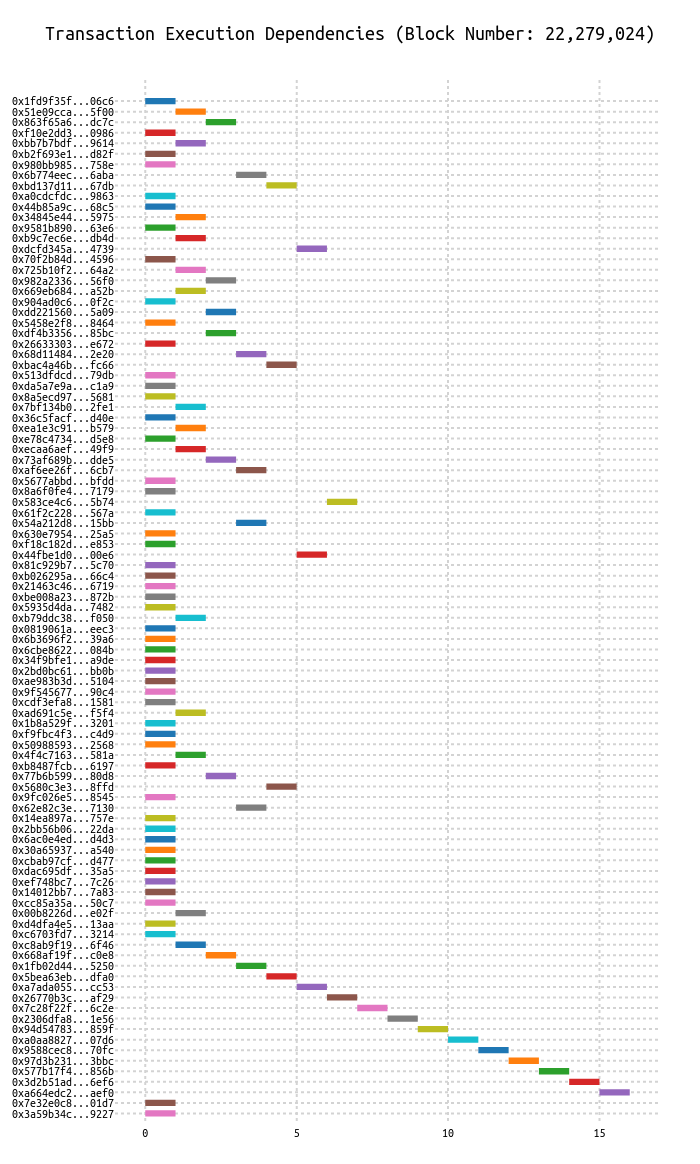 Transaction Execution Dependencies (Block Number: 22,279,024)
0x1fd9f35f...06c6
0x51e09cca...5f00
0x863f65a6...dc7c
0xf10e2dd3...0986
0xbb7b7bdf...9614
0xb2f693e1...d82f
0x980bb985...758e
0x6b774eec...6aba
0xbd137d11...67db
0xa0cdcfdc...9863
0x44b85a9c...68c5
0x34845e44...5975
0x9581b890...63e6
0xb9c7ec6e...db4d
0xdcfd345a...4739
0x70f2b84d...4596
0x725b10f2...64a2
0x982a2336...56f0
0x669eb684...a52b
0x904ad0c6...0f2c
0xdd221560...5a09
0x5458e2f8...8464
0xdf4b3356...85bc
0x26633303...e672
0x68d11484...2e20
0xbac4a46b...fc66
0x513dfdcd...79db
0xda5a7e9a...c1a9
0x8a5ecd97...5681
0x7bf134b0...2fe1
0x36c5facf...d40e
0xea1e3c91...b579
0xe78c4734...d5e8
0xecaa6aef...49f9
0x73af689b...dde5
0xaf6ee26f...6cb7
0x5677abbd...bfdd
0x8a6f0fe4...7179
0x583ce4c6...5b74
0x61f2c228...567a
0x54a212d8...15bb
0x630e7954...25a5
0xf18c182d...e853
0x44fbe1d0...00e6
0x81c929b7...5c70
0xb026295a...66c4
0x21463c46...6719
0xbe008a23...872b
0x5935d4da...7482
0xb79ddc38...f050
0x0819061a...eec3
0x6b3696f2...39a6
0x6cbe8622...084b
0x34f9bfe1...a9de
0x2bd0bc61...bb0b
0xae983b3d...5104
0x9f545677...90c4
0xcdf3efa8...1581
0xad691c5e...f5f4
0x1b8a529f...3201
0xf9fbc4f3...c4d9
0x50988593...2568
0x4f4c7163...581a
0xb8487fcb...6197
0x77b6b599...80d8
0x5680c3e3...8ffd
0x9fc026e5...8545
0x62e82c3e...7130
0x14ea897a...757e
0x2bb56b06...22da
0x6ac0e4ed...d4d3
0x30a65937...a540
0xcbab97cf...d477
0xdac695df...35a5
0xef748bc7...7c26
0x14012bb7...7a83
0xcc85a35a...50c7
0x00b8226d...e02f
0xd4dfa4e5...13aa
0xc6703fd7...3214
0xc8ab9f19...6f46
0x668af19f...c0e8
0x1fb02d44...5250
0x5bea63eb...dfa0
0xa7ada055...cc53
0x26770b3c...af29
0x7c28f22f...6c2e
0x2306dfa8...1e56
0x94d54783...859f
0xa0aa8827...07d6
0x9588cec8...70fc
0x97d3b231...3bbc
0x577b17f4...856b
0x3d2b51ad...6ef6
0xa664edc2...aef0
0x7e32e0c8...01d7
0x3a59b34c...9227
0 5 10 15